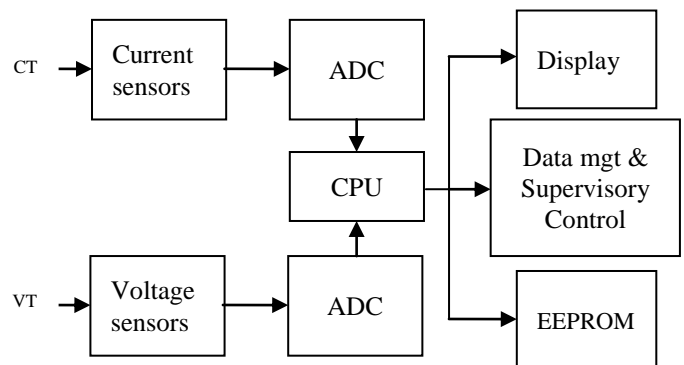 CT
Current
sensors
ADC
Display
CPU
Data mgt &
Supervisory
Control
VT
Voltage
sensors
ADC
EEPROM